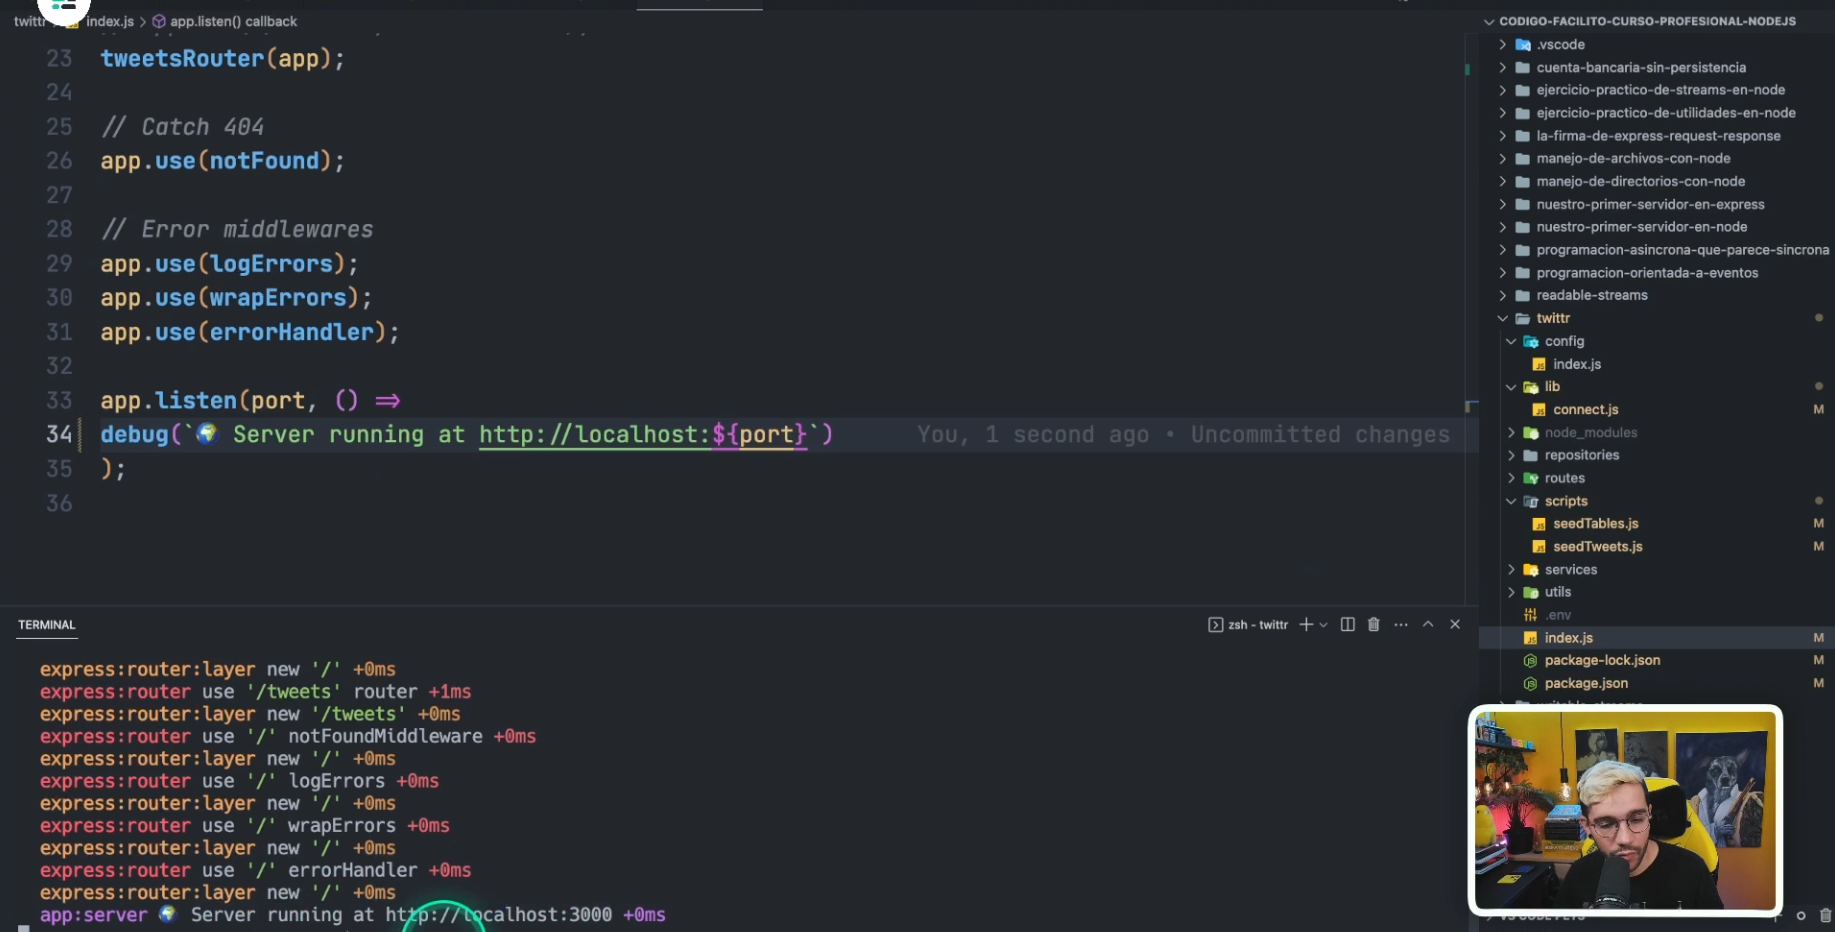 twittr > index.js > app.listen() callback
23 tweetsRouter(app);
24
25 // Catch 404
26 app.use(notFound);
27
28 // Error middlewares
29 app.use(logErrors);
30 app.use(wrapErrors);
31 app.use(errorHandler);
32
33 app.listen(port, () =>
34 debug(`🌍 Server running at http://localhost:${port}`) You, 1 second ago • Uncommitted changes
35 );
36
TERMINAL
zsh - twittr
express:router:layer new '/' +0ms
express:router use '/tweets' router +1ms
express:router:layer new '/tweets' +0ms
express:router use '/' notFoundMiddleware +0ms
express:router:layer new '/' +0ms
express:router use '/' logErrors +0ms
express:router:layer new '/' +0ms
express:router use '/' wrapErrors +0ms
express:router:layer new '/' +0ms
express:router use '/' errorHandler +0ms
express:router:layer new '/' +0ms
app:server 🌍 Server running at http://localhost:3000 +0ms
CODIGO-FACILITO-CURSO-PROFESIONAL-NODEJS
.vscode
cuenta-bancaria-sin-persistencia
ejercicio-practico-de-streams-en-node
ejercicio-practico-de-utilidades-en-node
la-firma-de-express-request-response
manejo-de-archivos-con-node
manejo-de-directorios-con-node
nuestro-primer-servidor-en-express
nuestro-primer-servidor-en-node
programacion-asincrona-que-parece-sincrona
programacion-orientada-a-eventos
readable-streams
twittr
config
index.js
lib
connect.js M
node_modules
repositories
routes
scripts
seedTables.js M
seedTweets.js M
services
utils
.env
index.js M
package-lock.json M
package.json M